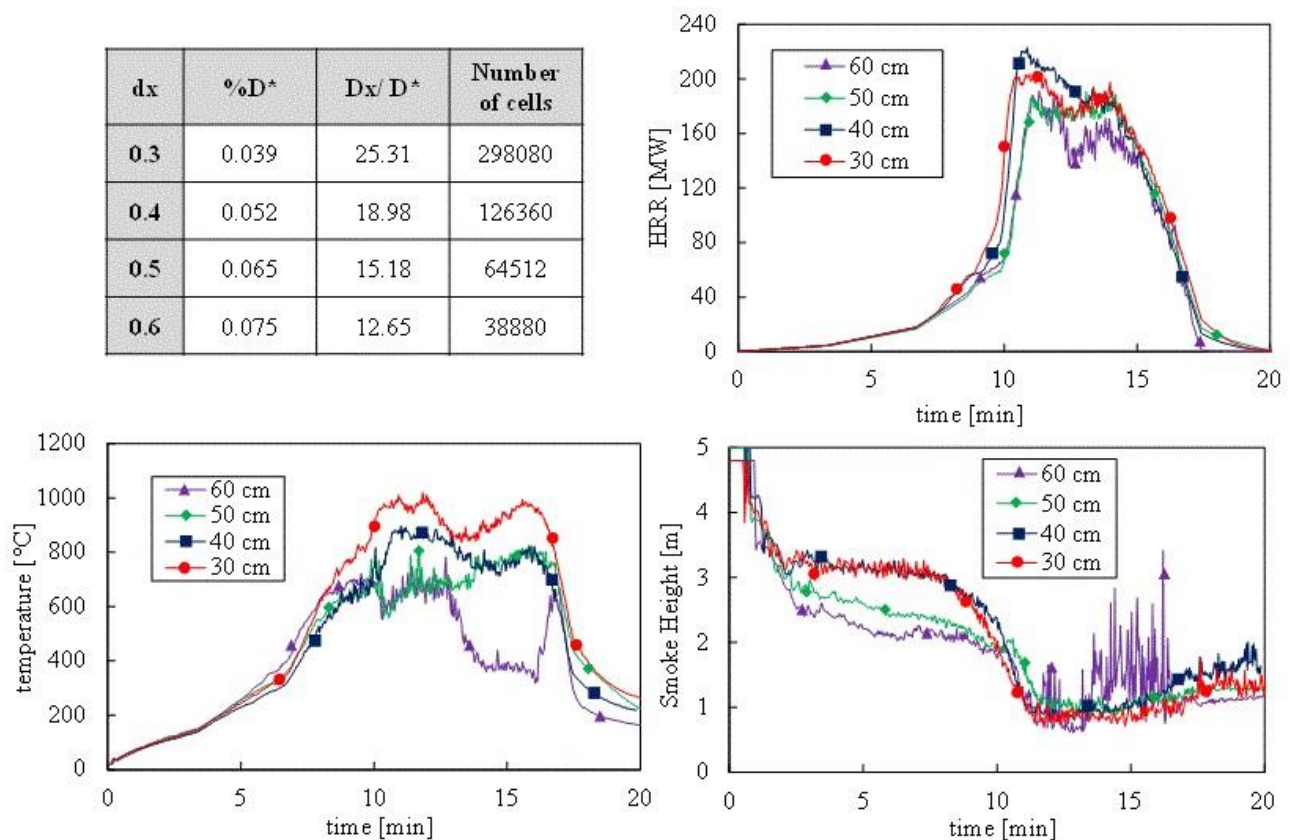 dx %D* Dx/ D* Number of cells
0.3 0.039 25.31 298080
0.4 0.052 18.98 126360
0.5 0.065 15.18 64512
0.6 0.075 12.65 38880
240
200
160
120
80
40
0
HRR [MW]
60 cm
50 cm
40 cm
30 cm
0 5 10 15 20
time [min]
1200
1000
800
600
400
200
0
temperature [°C]
60 cm
50 cm
40 cm
30 cm
0 5 10 15 20
time [min]
5
4
3
2
1
0
Smoke Height [m]
60 cm
50 cm
40 cm
30 cm
0 5 10 15 20
time [min]